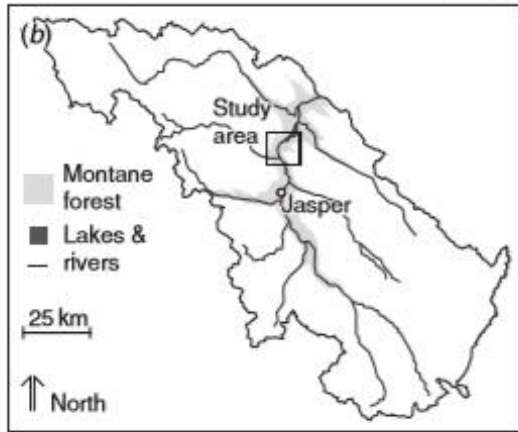 (b)
Study
area
Montane
forest
Jasper
Lakes &
rivers
25 km
North